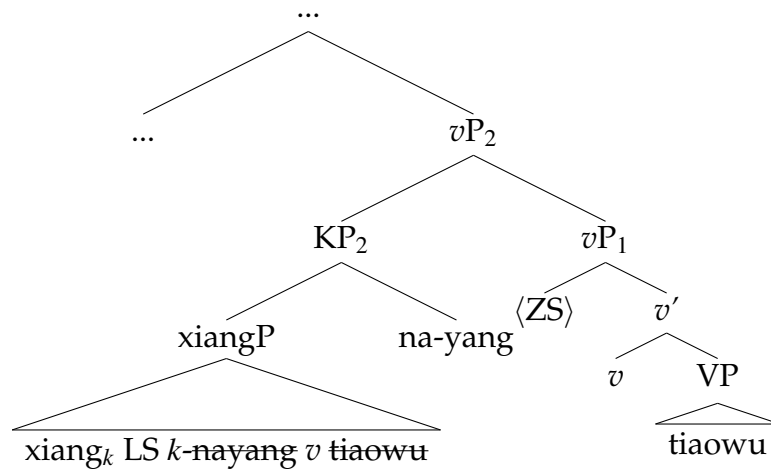 ...
... vP₂
KP₂ vP₁
⟨ZS⟩ v′
xiangP na-yang
v VP
xiangₖ LS k-nayang v tiaowu tiaowu